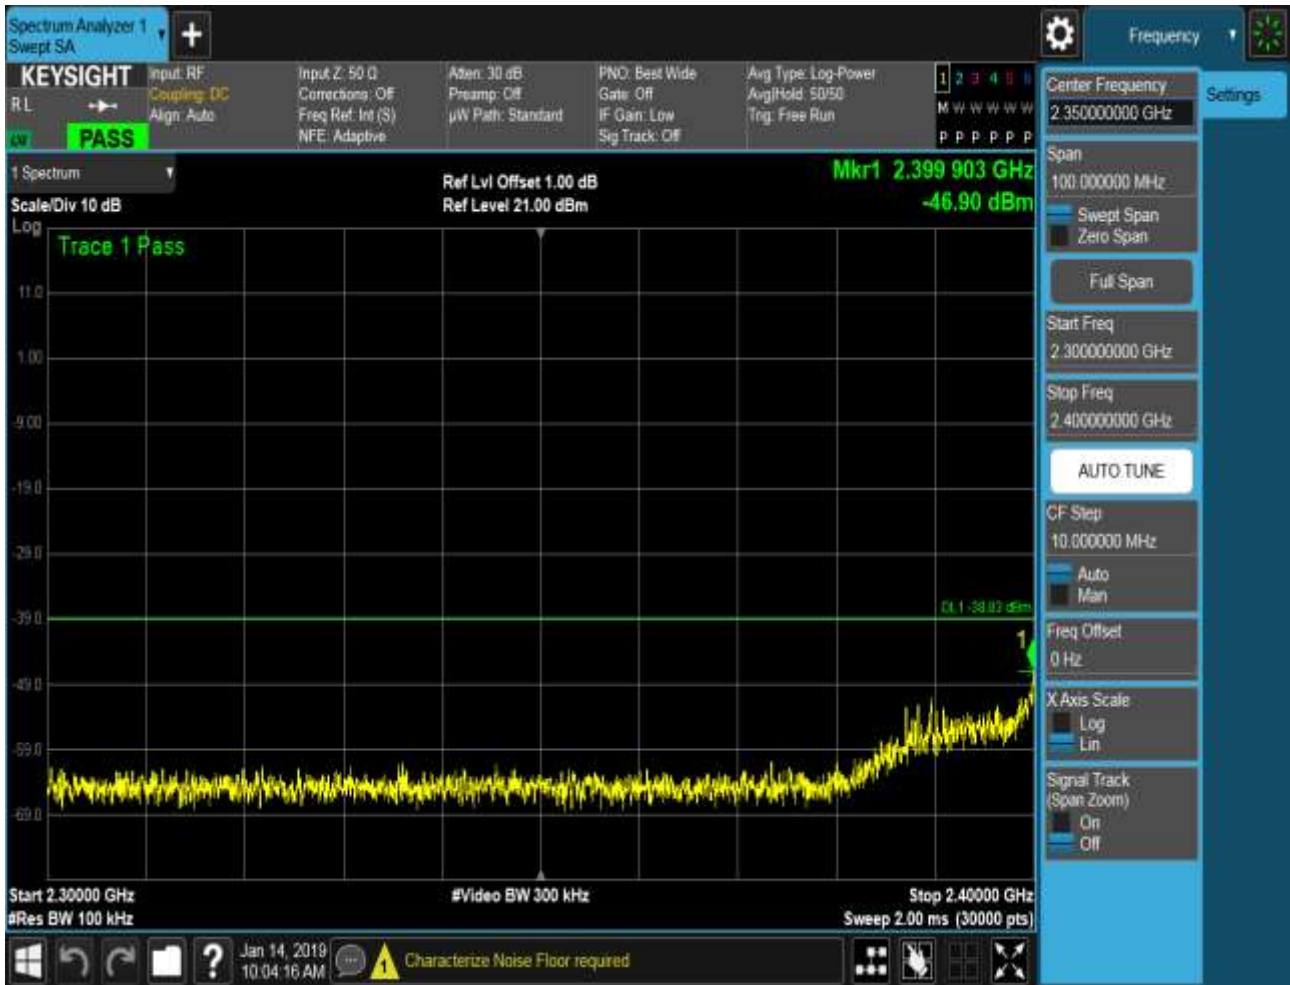 Spectrum Analyzer 1
Swept SA
Frequency
KEYSIGHT
R L
PASS
Input: RF
Coupling: DC
Align: Auto
Input Z: 50 Ω
Corrections: Off
Freq Ref: Int (S)
NFE: Adaptive
Atten: 30 dB
Preamp: Off
µW Path: Standard
PNO: Best Wide
Gate: Off
IF Gain: Low
Sig Track: Off
Avg Type: Log-Power
Avg|Hold: 50/50
Trig: Free Run
1 2 3 4 5 6
M W W W W W
P P P P P P
1 Spectrum
Scale/Div 10 dB
Log
Ref Lvl Offset 1.00 dB
Ref Level 21.00 dBm
Mkr1 2.399 903 GHz
-46.90 dBm
Trace 1 Pass
11.0
1.00
-9.00
-19.0
-29.0
-39.0
-49.0
-59.0
-69.0
DL1 -38.03 dBm
1
Start 2.30000 GHz
#Res BW 100 kHz
#Video BW 300 kHz
Stop 2.40000 GHz
Sweep 2.00 ms (30000 pts)
Jan 14, 2019
10:04:16 AM
1
Characterize Noise Floor required
Center Frequency
2.350000000 GHz
Settings
Span
100.000000 MHz
Swept Span
Zero Span
Full Span
Start Freq
2.300000000 GHz
Stop Freq
2.400000000 GHz
AUTO TUNE
CF Step
10.000000 MHz
Auto
Man
Freq Offset
0 Hz
X Axis Scale
Log
Lin
Signal Track
(Span Zoom)
On
Off